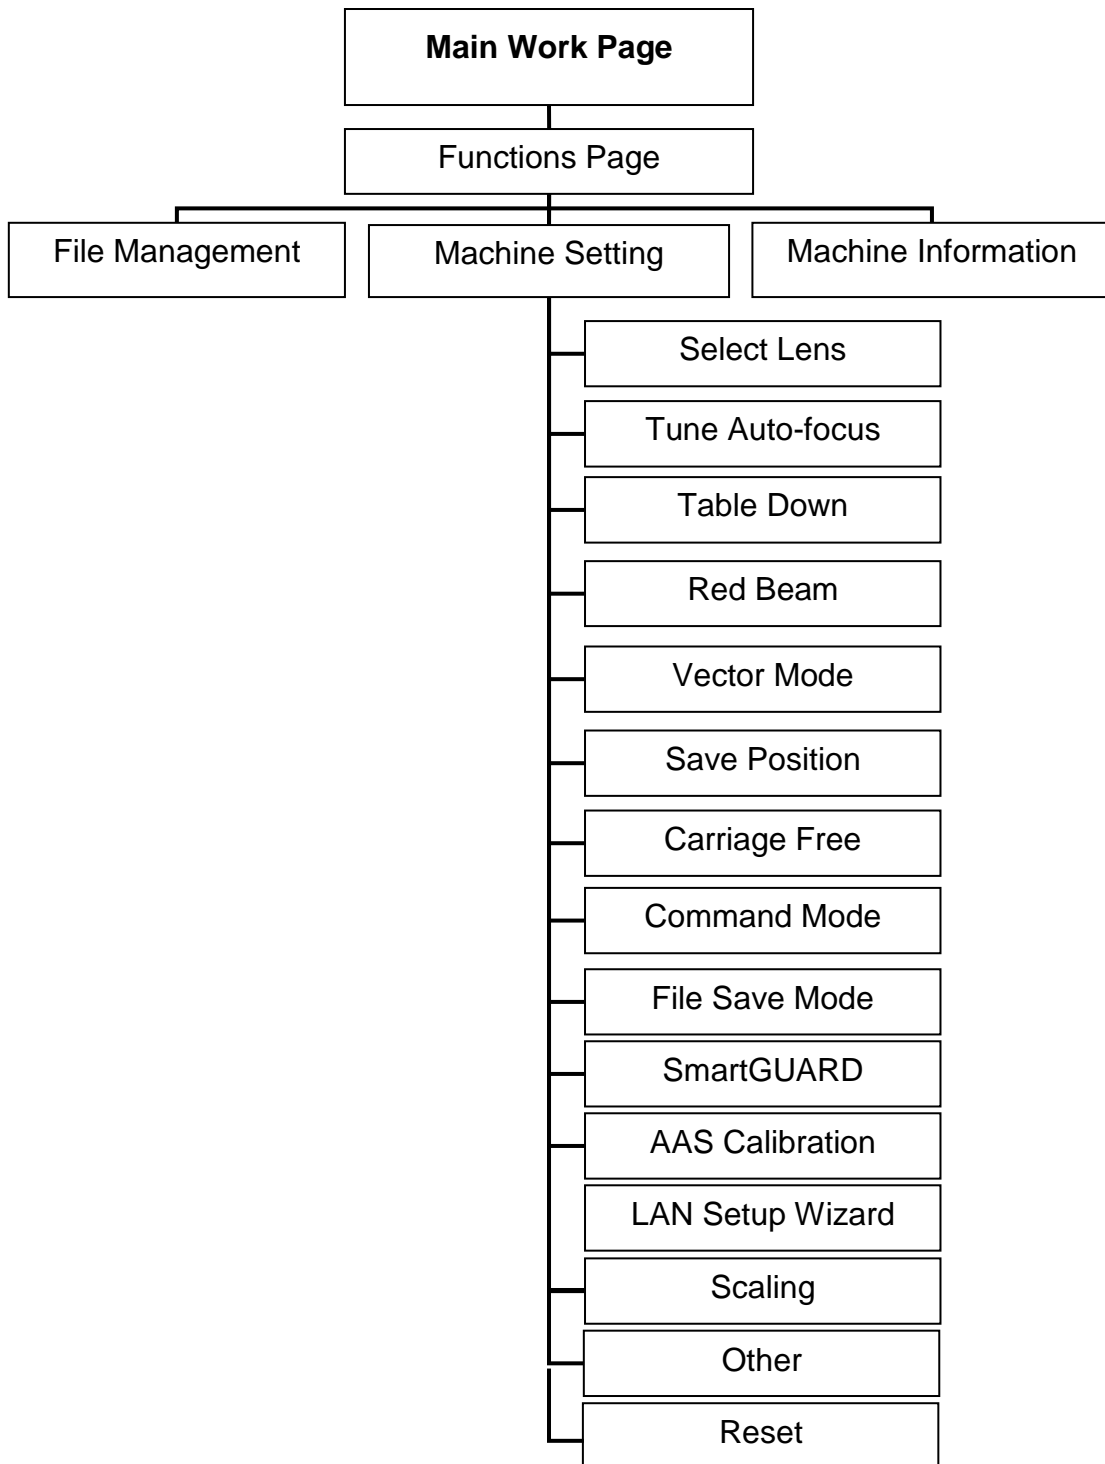 Main Work Page
Functions Page
File Management
Machine Setting
Machine Information
Select Lens
Tune Auto-focus
Table Down
Red Beam
Vector Mode
Save Position
Carriage Free
Command Mode
File Save Mode
SmartGUARD
AAS Calibration
LAN Setup Wizard
Scaling
Other
Reset